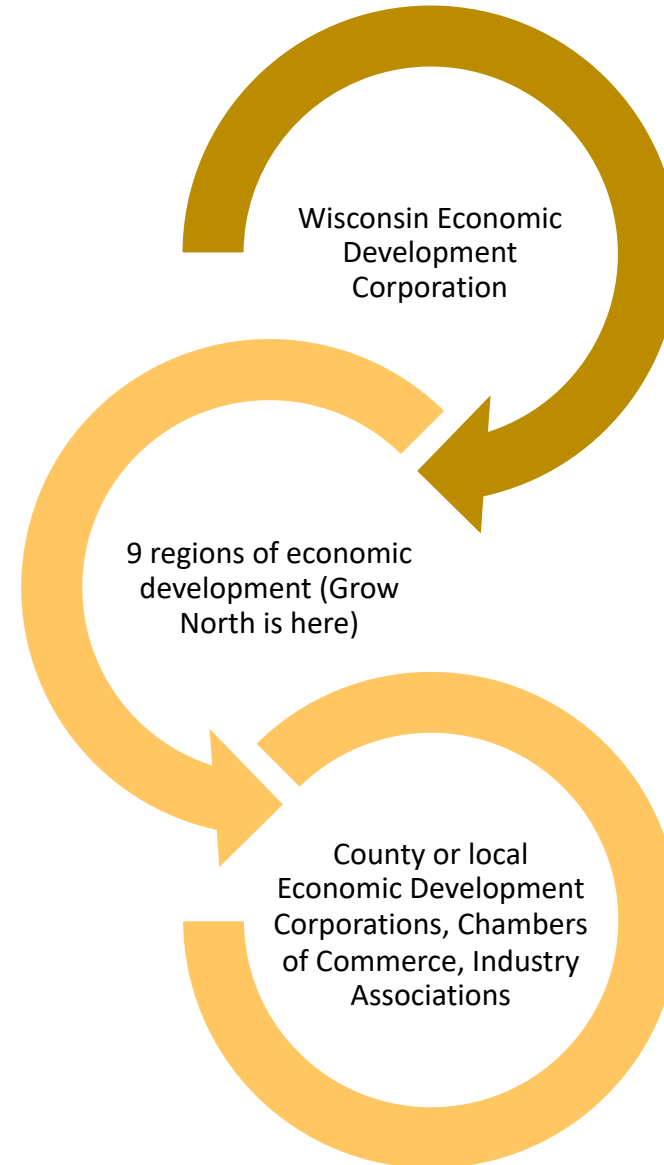 Wisconsin Economic
Development
Corporation
9 regions of economic
development (Grow
North is here)
County or local
Economic Development
Corporations, Chambers
of Commerce, Industry
Associations